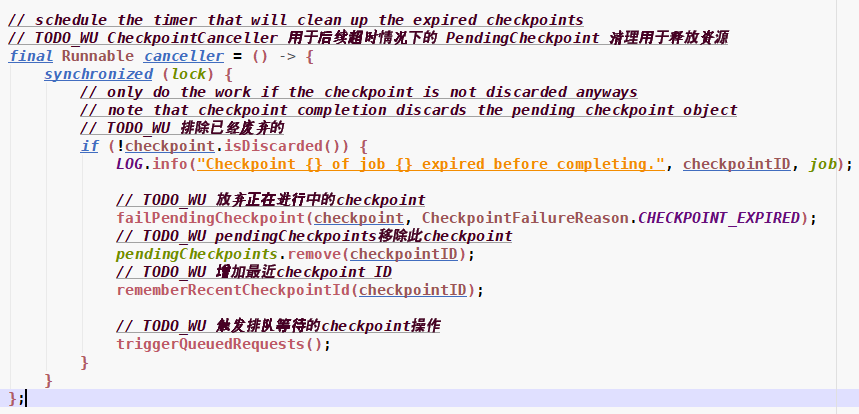 // schedule the timer that will clean up the expired checkpoints
// TODO_WU CheckpointCanceller 用于后续超时情况下的 PendingCheckpoint 清理用于释放资源
final Runnable canceller = () -> {
synchronized (lock) {
// only do the work if the checkpoint is not discarded anyways
// note that checkpoint completion discards the pending checkpoint object
// TODO_WU 排除已经废弃的
if (!checkpoint.isDiscarded()) {
LOG.info("Checkpoint {} of job {} expired before completing.", checkpointID, job);
// TODO_WU 放弃正在进行中的checkpoint
failPendingCheckpoint(checkpoint, CheckpointFailureReason.CHECKPOINT_EXPIRED);
// TODO_WU pendingCheckpoints移除此checkpoint
pendingCheckpoints.remove(checkpointID);
// TODO_WU 增加最近checkpoint ID
rememberRecentCheckpointId(checkpointID);
// TODO_WU 触发排队等待的checkpoint操作
triggerQueuedRequests();
}
}
};